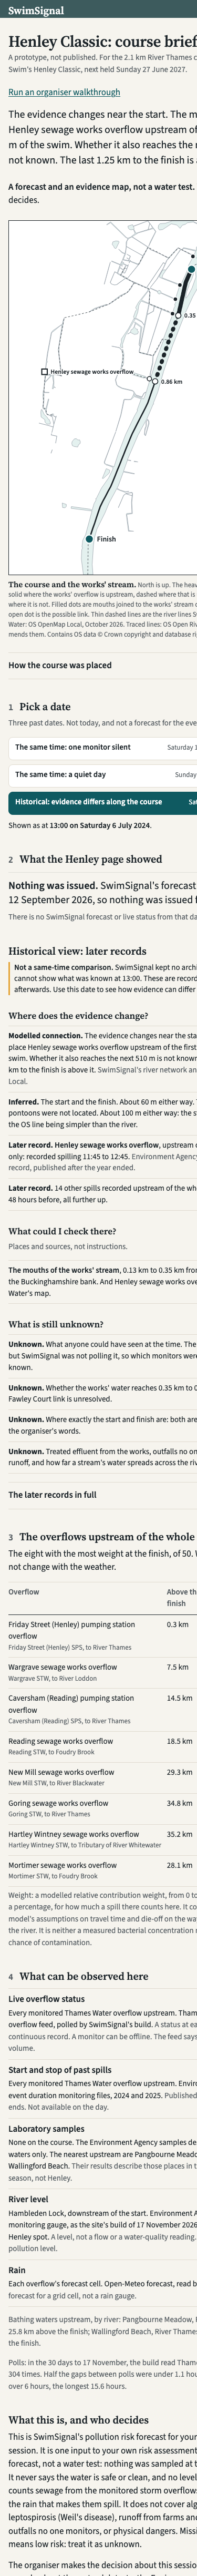 SwimSignal
Henley Classic: course brief
A prototype, not published. For the 2.1 km River Thames c
Swim's Henley Classic, next held Sunday 27 June 2027.
Run an organiser walkthrough
The evidence changes near the start. The m
Henley sewage works overflow upstream of
m of the swim. Whether it also reaches the
not known. The last 1.25 km to the finish is a
A forecast and an evidence map, not a water test.
decides.
0.35
Henley sewage works overflow
0.86 km
Finish
The course and the works' stream. North is up. The heav
solid where the works' overflow is upstream, dashed where that is
where it is not. Filled dots are mouths joined to the works' stream
open dot is the possible link. Thin dashed lines are the river lines S
Water: OS OpenMap Local, October 2026. Traced lines: OS Open Riv
mends them. Contains OS data © Crown copyright and database ri
How the course was placed
1 Pick a date
Three past dates. Not today, and not a forecast for the eve
The same time: one monitor silent Saturday 1
The same time: a quiet day Sunday
Historical: evidence differs along the course Sa
Shown as at 13:00 on Saturday 6 July 2024.
2 What the Henley page showed
Nothing was issued. SwimSignal's forecast
12 September 2026, so nothing was issued f
There is no SwimSignal forecast or live status from that da
Historical view: later records
Not a same-time comparison. SwimSignal kept no arch
cannot show what was known at 13:00. These are record
afterwards. Use this date to see how evidence can differ
Where does the evidence change?
Modelled connection. The evidence changes near the sta
place Henley sewage works overflow upstream of the first
swim. Whether it also reaches the next 510 m is not known
km to the finish is above it. SwimSignal's river network an
Local.
Inferred. The start and the finish. About 60 m either way. T
pontoons were not located. About 100 m either way: the s
the OS line being simpler than the river.
Later record. Henley sewage works overflow, upstream o
only: recorded spilling 11:45 to 12:45. Environment Agency
record, published after the year ended.
Later record. 14 other spills recorded upstream of the wh
48 hours before, all further up.
What could I check there?
Places and sources, not instructions.
The mouths of the works' stream, 0.13 km to 0.35 km from
the Buckinghamshire bank. And Henley sewage works ove
Water's map.
What is still unknown?
Unknown. What anyone could have seen at the time. The
but SwimSignal was not polling it, so which monitors were
known.
Unknown. Whether the works' water reaches 0.35 km to 0
Fawley Court link is unresolved.
Unknown. Where exactly the start and finish are: both are
the organiser's words.
Unknown. Treated effluent from the works, outfalls no on
runoff, and how far a stream's water spreads across the riv
The later records in full
3 The overflows upstream of the whole
The eight with the most weight at the finish, of 50. W
not change with the weather.
Overflow Above th
finish
Friday Street (Henley) pumping station 0.3 km
overflow
Friday Street (Henley) SPS, to River Thames
Wargrave sewage works overflow 7.5 km
Wargrave STW, to River Loddon
Caversham (Reading) pumping station 14.5 km
overflow
Caversham (Reading) SPS, to River Thames
Reading sewage works overflow 18.5 km
Reading STW, to Foudry Brook
New Mill sewage works overflow 29.3 km
New Mill STW, to River Blackwater
Goring sewage works overflow 34.8 km
Goring STW, to River Thames
Hartley Wintney sewage works overflow 35.2 km
Hartley Wintney STW, to Tributary of River Whitewater
Mortimer sewage works overflow 28.1 km
Mortimer STW, to Foudry Brook
Weight: a modelled relative contribution weight, from 0 to
a percentage, for how much a spill there counts here. It co
model's assumptions on travel time and die-off on the wa
the river. It is neither a measured bacterial concentration n
chance of contamination.
4 What can be observed here
Live overflow status
Every monitored Thames Water overflow upstream. Tham
overflow feed, polled by SwimSignal's build. A status at ea
continuous record. A monitor can be offline. The feed says
volume.
Start and stop of past spills
Every monitored Thames Water overflow upstream. Enviro
event duration monitoring files, 2024 and 2025. Published
ends. Not available on the day.
Laboratory samples
None on the course. The Environment Agency samples de
waters only. The nearest upstream are Pangbourne Meado
Wallingford Beach. Their results describe those places in t
season, not Henley.
River level
Hambleden Lock, downstream of the start. Environment A
monitoring gauge, as the site's build of 17 November 2026
Henley spot. A level, not a flow or a water-quality reading.
pollution level.
Rain
Each overflow's forecast cell. Open-Meteo forecast, read b
forecast for a grid cell, not a rain gauge.
Bathing waters upstream, by river: Pangbourne Meadow, R
25.8 km above the finish; Wallingford Beach, River Thames
the finish.
Polls: in the 30 days to 17 November, the build read Tham
304 times. Half the gaps between polls were under 1.1 hou
over 6 hours, the longest 15.6 hours.
What this is, and who decides
This is SwimSignal's pollution risk forecast for your
session. It is one input to your own risk assessment
forecast, not a water test: nothing was sampled at t
It never says the water is safe or clean, and no level
counts sewage from the monitored storm overflow
the rain that makes them spill. It does not cover alg
leptospirosis (Weil's disease), runoff from farms and
outfalls no one monitors, or physical dangers. Missi
means low risk: treat it as unknown.
The organiser makes the decision about this sessio